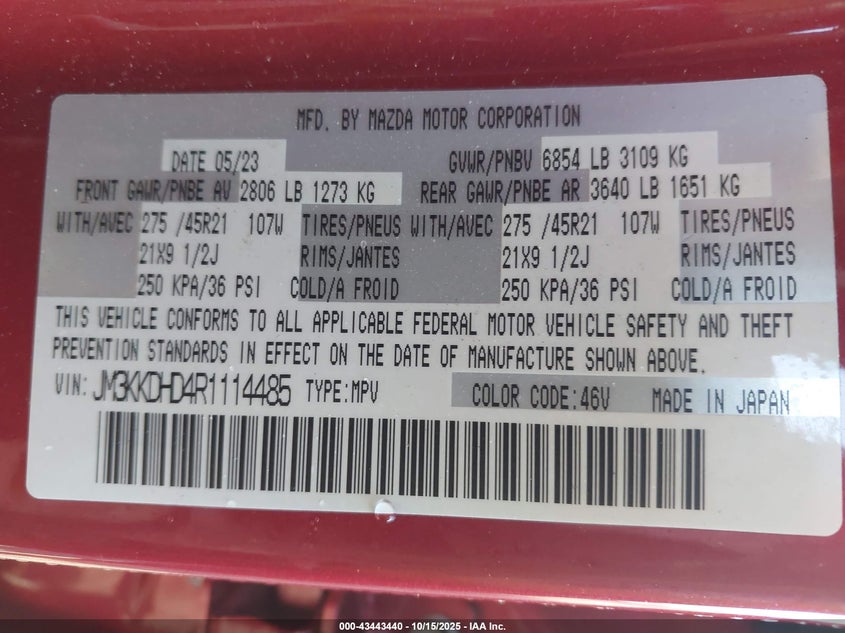 MFD. BY MAZDA MOTOR CORPORATION
DATE 05/23 GVWR/PNBV 6854 LB 3109 KG
FRONT GAWR/PNBE AV 2806 LB 1273 KG REAR GAWR/PNBE AR 3640 LB 1651 KG
WITH/AVEC 275 /45R21 107W TIRES/PNEUS WITH/AVEC 275 /45R21 107W TIRES/PNEUS
21X9 1/2J RIMS/JANTES 21X9 1/2J RIMS/JANTES
250 KPA/36 PSI COLD/A FROID 250 KPA/36 PSI COLD/A FROID
THIS VEHICLE CONFORMS TO ALL APPLICABLE FEDERAL MOTOR VEHICLE SAFETY AND THEFT
PREVENTION STANDARDS IN EFFECT ON THE DATE OF MANUFACTURE SHOWN ABOVE.
VIN: JM3KKDHD4R1114485 TYPE:MPV COLOR CODE:46V MADE IN JAPAN
000-43443440 - 10/15/2025 - IAA Inc.